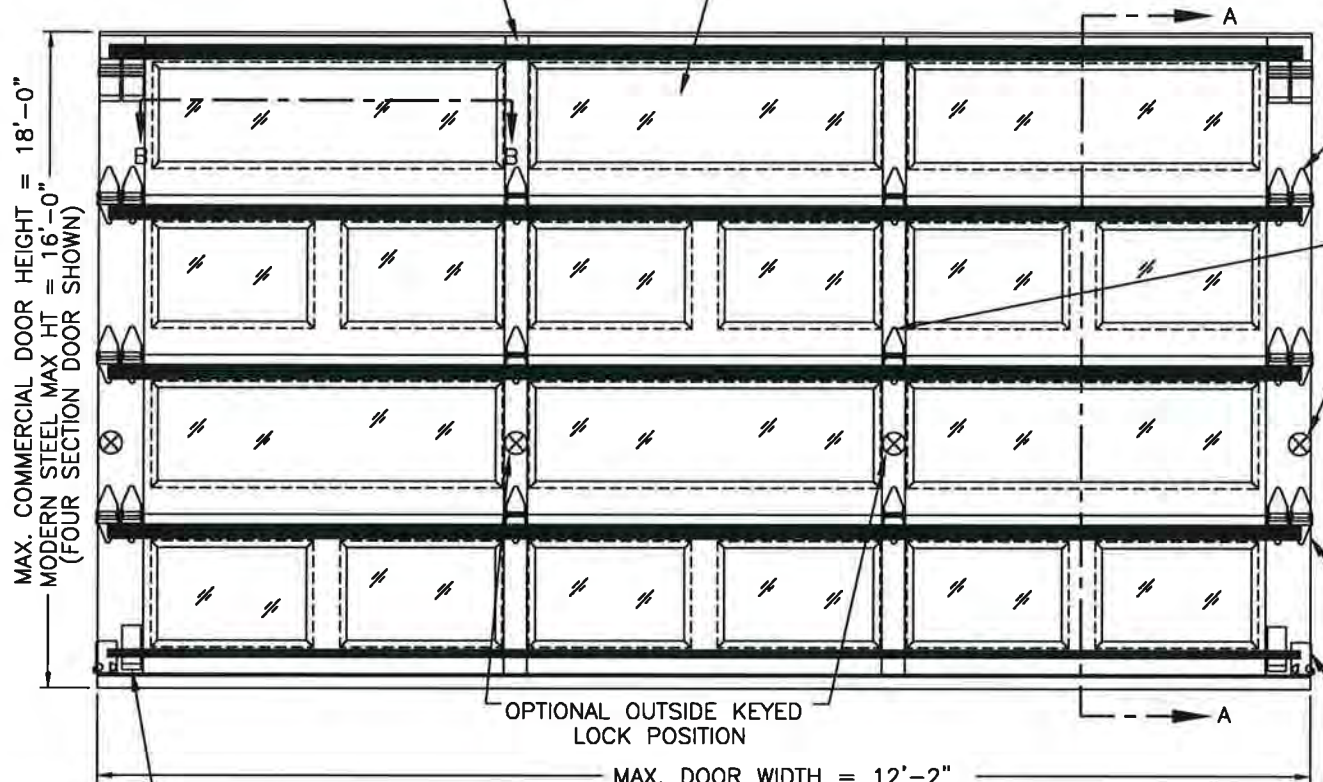 A
MAX. COMMERCIAL DOOR HEIGHT = 18'-0"
MODERN STEEL MAX HT = 16'-0"
(FOUR SECTION DOOR SHOWN)
B
B
OPTIONAL OUTSIDE KEYED
LOCK POSITION
A
MAX. DOOR WIDTH = 12'-2"